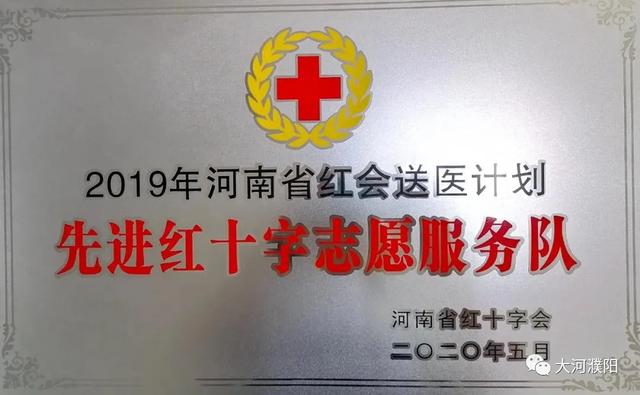 2019年河南省红会送医计划
先进红十字志愿服务队
河南省红十字会
二〇二〇年五月
大河濮阳